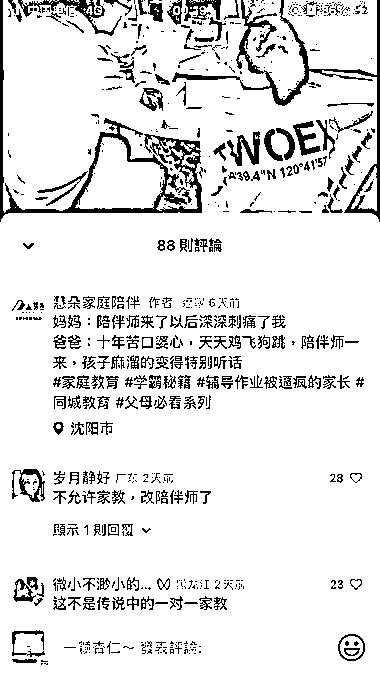 WOEX
39.4"N 120°41'57
88 則評論
慧朵家庭陪伴 作者 辽宁 6天前
妈妈：陪伴师来了以后深深刺痛了我
爸爸：十年苦口婆心，天天鸡飞狗跳，陪伴师一
来，孩子麻溜的变得特别听话
#家庭教育 #学霸秘籍 #辅导作业被逼疯的家长 #
同城教育 #父母必看系列
沈阳市
岁月静好 广东 2天前
28
不允许家教，改陪伴师了
顯示 1 則回覆
微小不渺小的... 黑龙江 2天前
23
这不是传说中的一对一家教
一颗杏仁～ 發表評論: